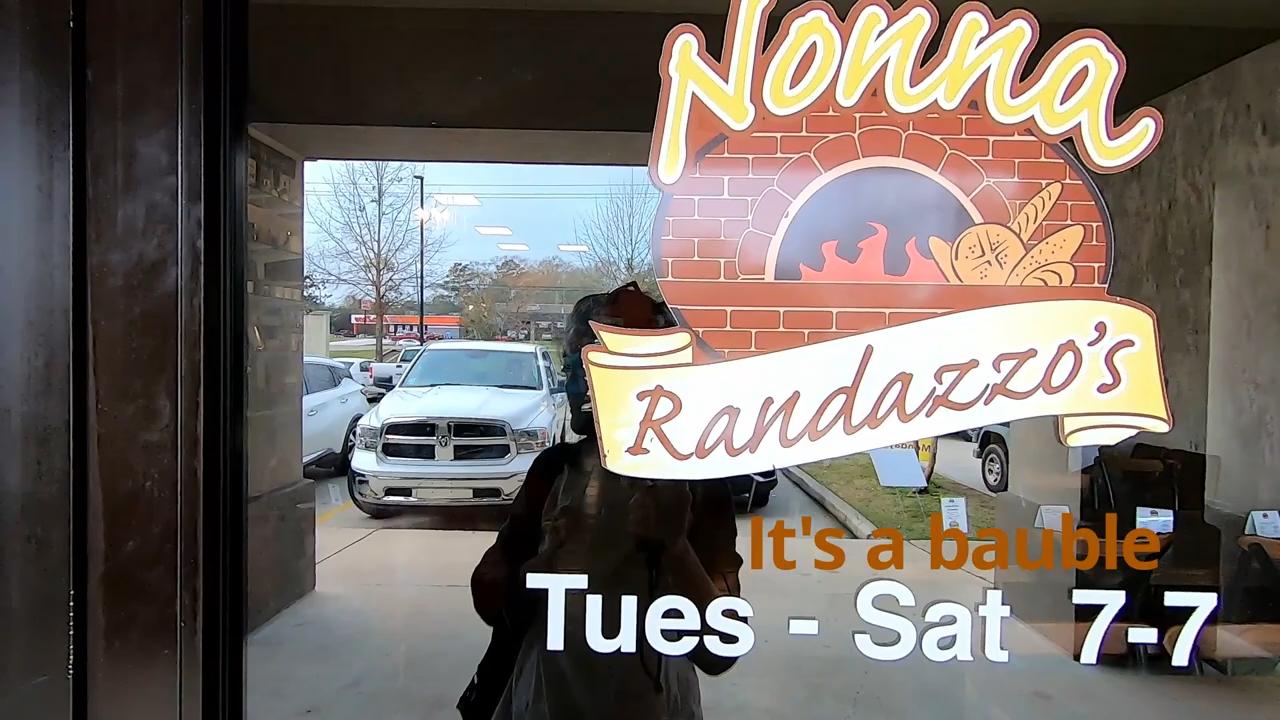 Nonna
Randazzo's
It's a bauble
Tues - Sat 7-7